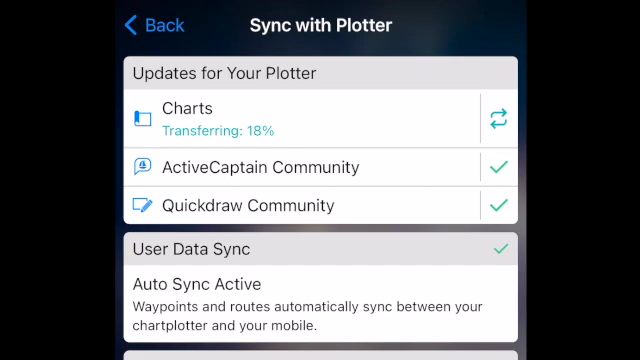 Back
Sync with Plotter
Updates for Your Plotter
Charts
Transferring: 18%
ActiveCaptain Community
Quickdraw Community
User Data Sync
Auto Sync Active
Waypoints and routes automatically sync between your
chartplotter and your mobile.